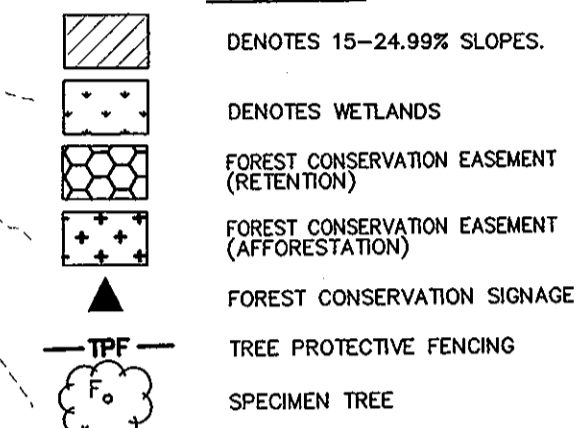 DENOTES 15-24.99% SLOPES.
DENOTES WETLANDS
FOREST CONSERVATION EASEMENT
(RETENTION)
FOREST CONSERVATION EASEMENT
(AFFORESTATION)
FOREST CONSERVATION SIGNAGE
TPF TREE PROTECTIVE FENCING
F SPECIMEN TREE